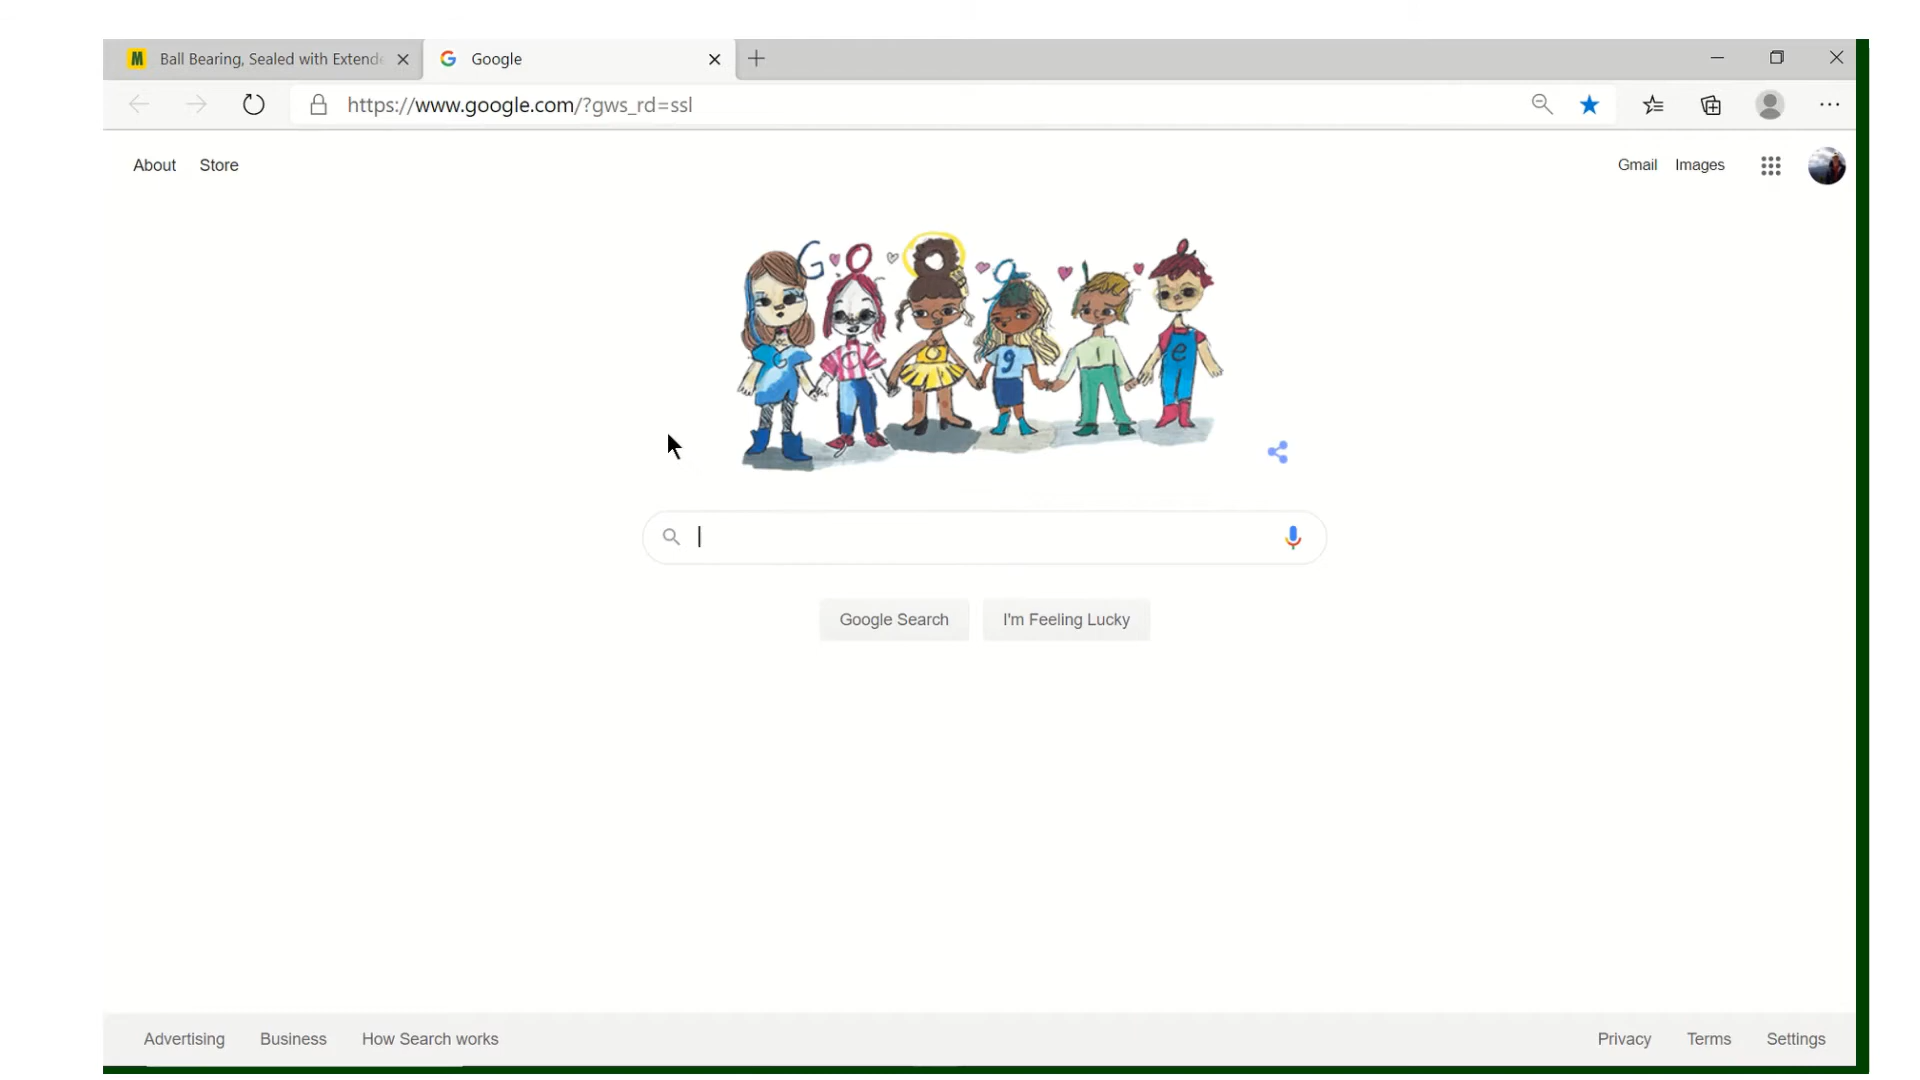 M Ball Bearing, Sealed with Extende
Google
https://www.google.com/?gws_rd=ssl
About Store
Gmail Images
G o g
G o o g l e
Google Search I'm Feeling Lucky
Advertising Business How Search works
Privacy Terms Settings